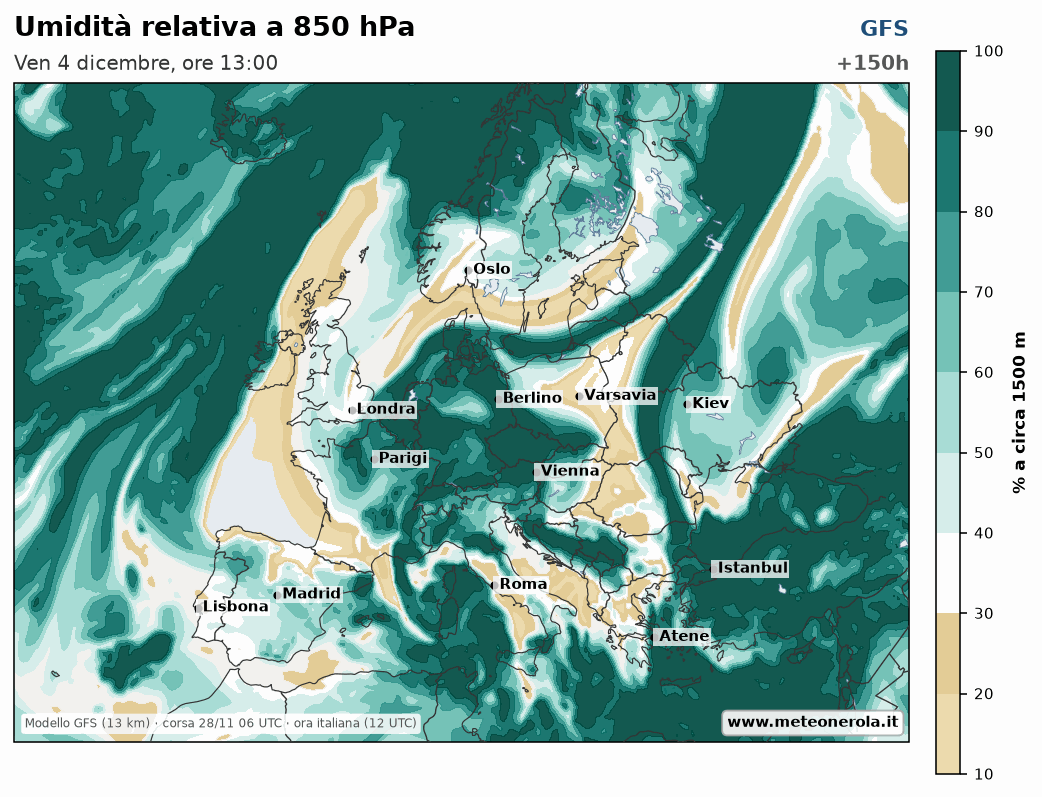 Umidità relativa a 850 hPa
GFS
Ven 4 dicembre, ore 13:00
+150h
100
90
80
70
60
50
40
30
20
10
% a circa 1500 m
Oslo
Berlino
Varsavia
Kiev
Londra
Parigi
Vienna
Istanbul
Roma
Madrid
Lisbona
Atene
Modello GFS (13 km) · corsa 28/11 06 UTC · ora italiana (12 UTC)
www.meteonerola.it